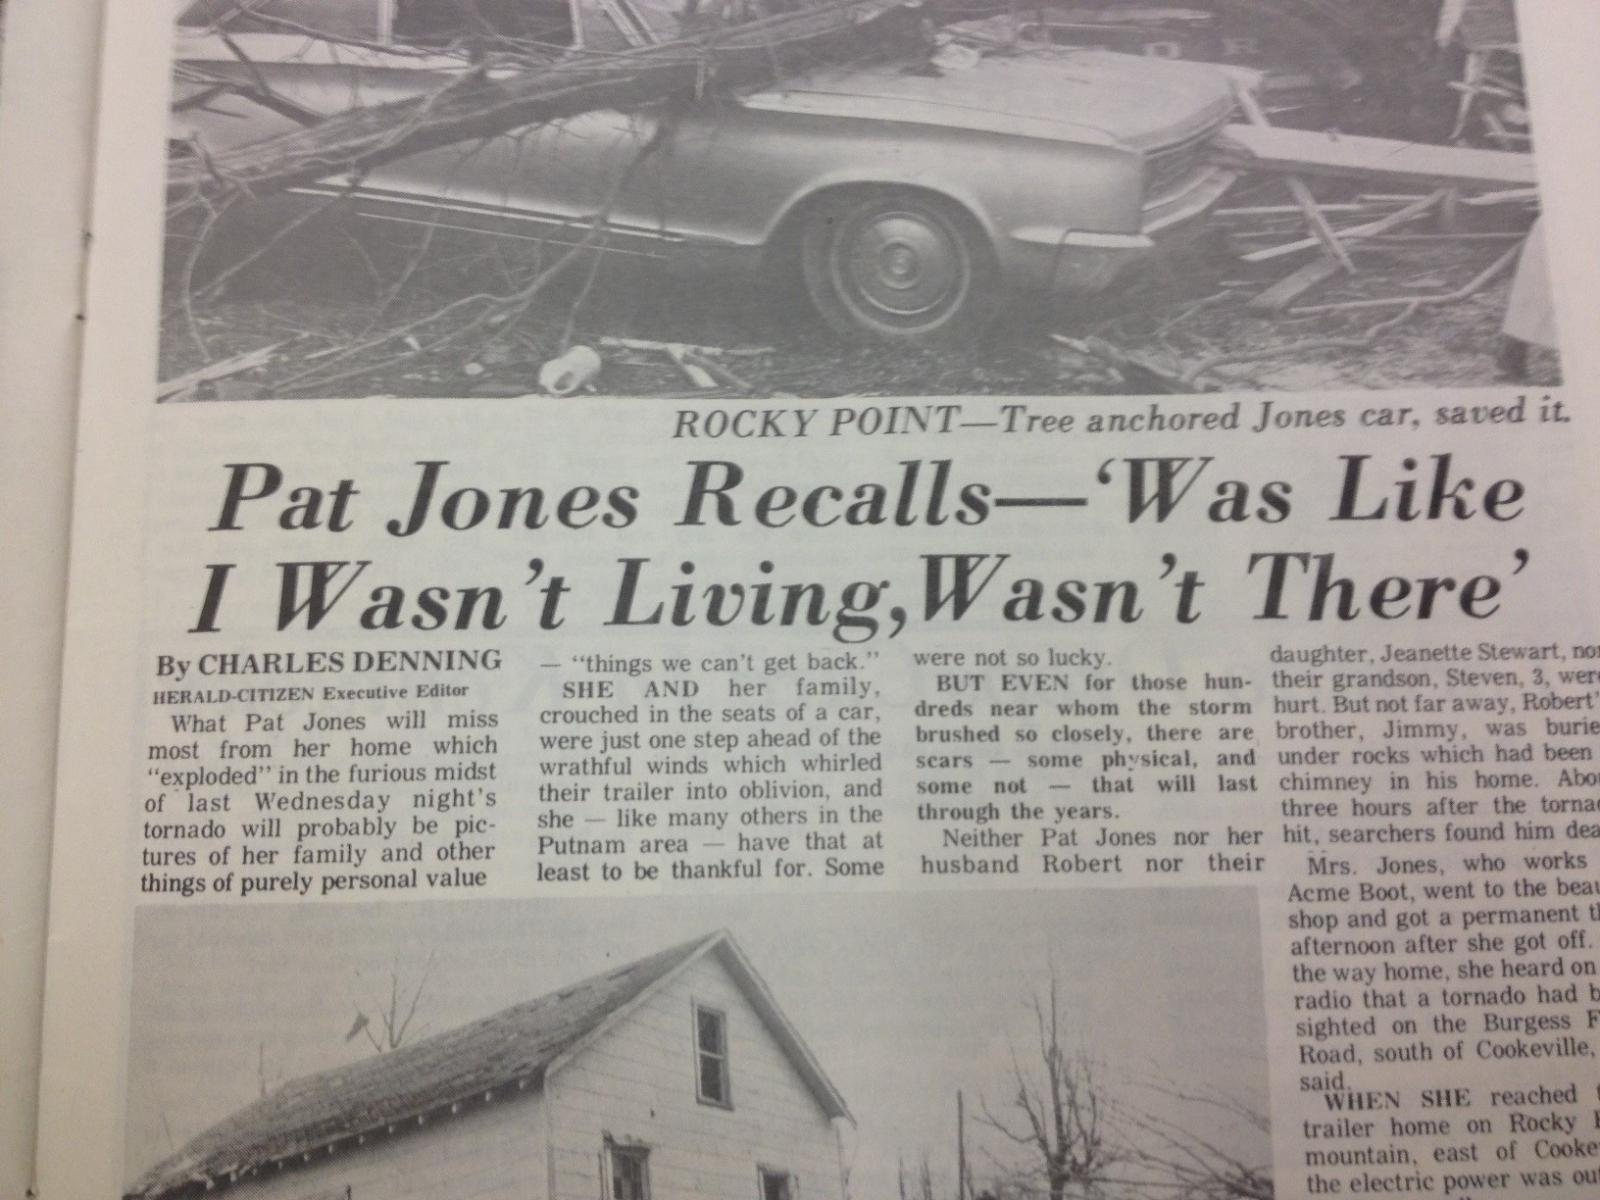 ROCKY POINT—Tree anchored Jones car, saved it.
Pat Jones Recalls—‘Was Like
I Wasn’t Living, Wasn’t There’
By CHARLES DENNING
HERALD-CITIZEN Executive Editor
What Pat Jones will miss
most from her home which
“exploded” in the furious midst
of last Wednesday night’s
tornado will probably be pic-
tures of her family and other
things of purely personal value
— “things we can’t get back.”
SHE AND her family,
crouched in the seats of a car,
were just one step ahead of the
wrathful winds which whirled
their trailer into oblivion, and
she — like many others in the
Putnam area — have that at
least to be thankful for. Some
were not so lucky.
BUT EVEN for those hun-
dreds near whom the storm
brushed so closely, there are
scars — some physical, and
some not — that will last
through the years.
Neither Pat Jones nor her
husband Robert nor their
daughter, Jeanette Stewart, nor
their grandson, Steven, 3, were
hurt. But not far away, Robert’
brother, Jimmy, was burie
under rocks which had been
chimney in his home. Abo
three hours after the torna
hit, searchers found him dea
Mrs. Jones, who works
Acme Boot, went to the beau
shop and got a permanent th
afternoon after she got off.
the way home, she heard on
radio that a tornado had b
sighted on the Burgess F
Road, south of Cookeville,
said.
WHEN SHE reached t
trailer home on Rocky
mountain, east of Cooke
the electric power was ou